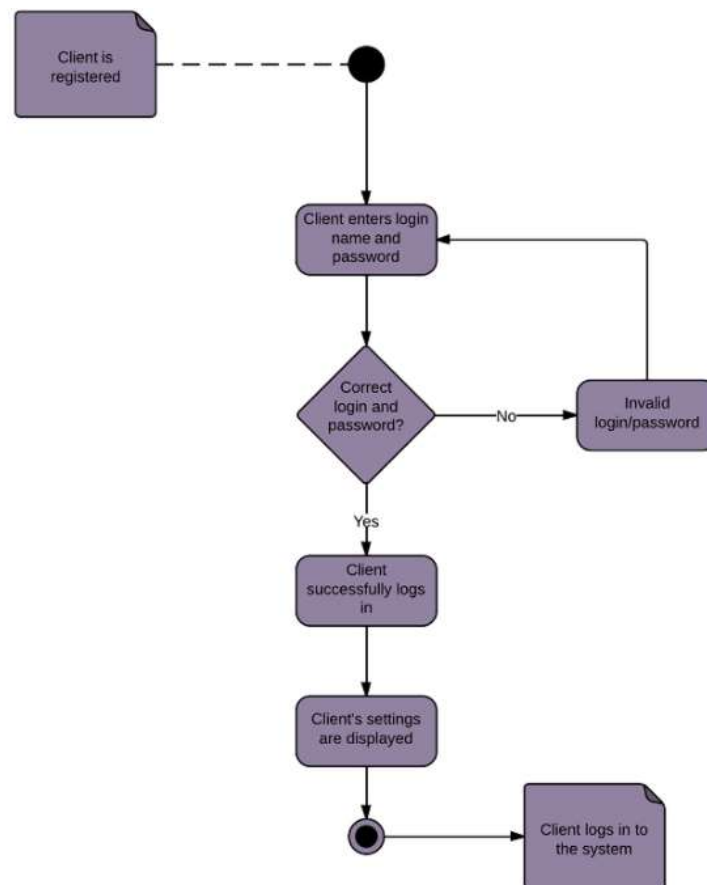 Client is
registered
Client enters login
name and
password
Correct
login and
password?
No
Invalid
login/password
Yes
Client
successfully logs
in
Client's settings
are displayed
Client logs in to
the system